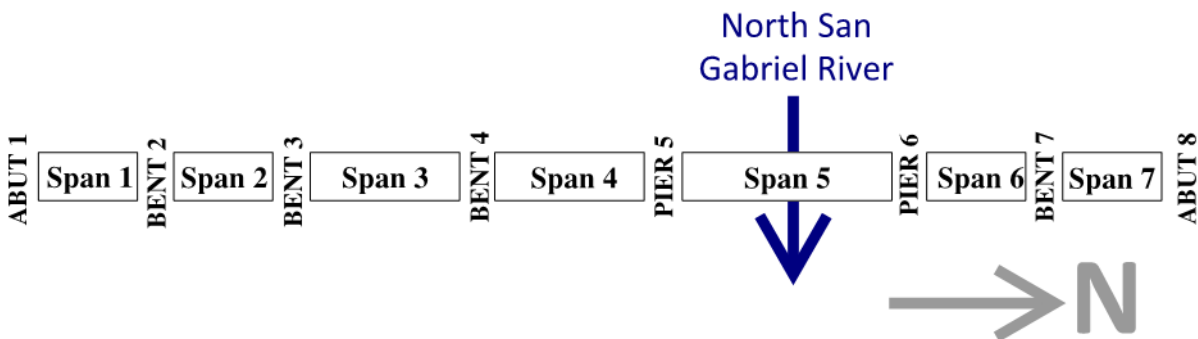 North San
Gabriel River
ABUT 1
Span 1
BENT 2
Span 2
BENT 3
Span 3
BENT 4
Span 4
PIER 5
Span 5
PIER 6
Span 6
BENT 7
Span 7
ABUT 8
N